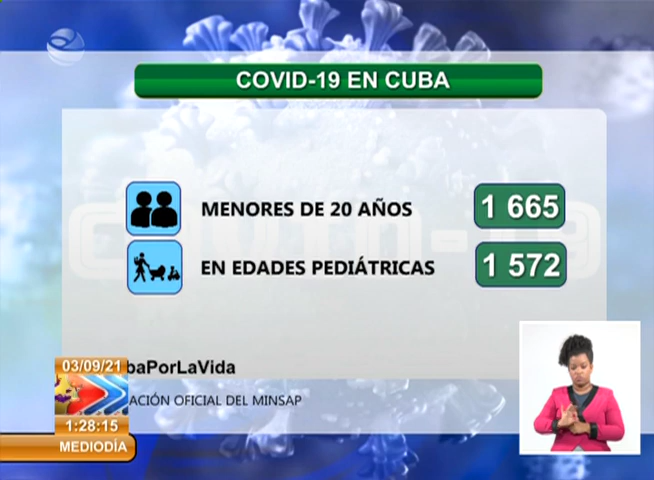 COVID-19 EN CUBA
MENORES DE 20 AÑOS 1 665
EN EDADES PEDIÁTRICAS 1 572
baPorLaVida
ACIÓN OFICIAL DEL MINSAP
03/09/21
1:28:15
MEDIODÍA